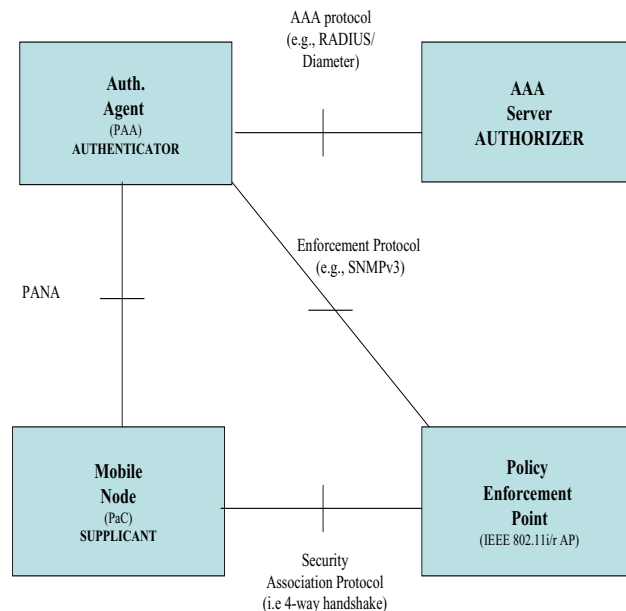 AAA protocol
(e.g., RADIUS/
Diameter)
Auth.
Agent
(PAA)
AUTHENTICATOR
AAA
Server
AUTHORIZER
Enforcement Protocol
(e.g., SNMPv3)
PANA
Mobile
Node
(PaC)
SUPPLICANT
Policy
Enforcement
Point
(IEEE 802.11i/r AP)
Security
Association Protocol
(i.e 4-way handshake)